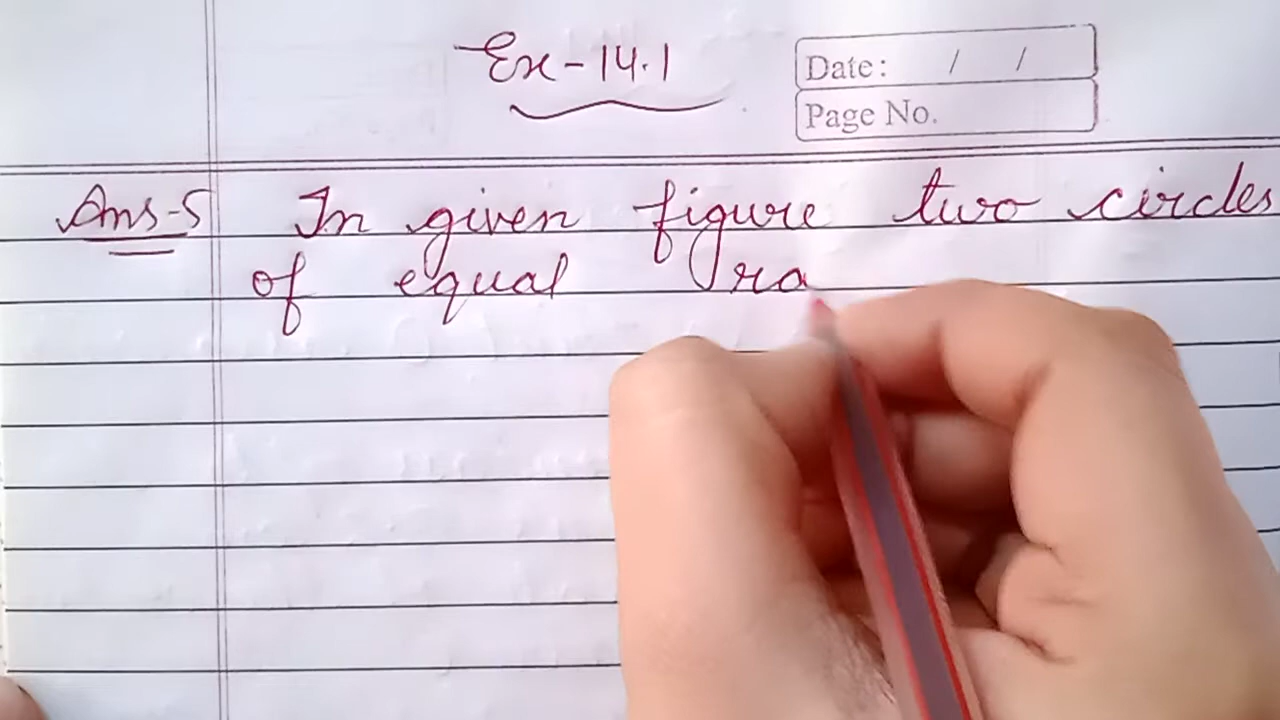 Ex-14.1
Date: / /
Page No.
Ans-5 In given figure two circles
of equal ra